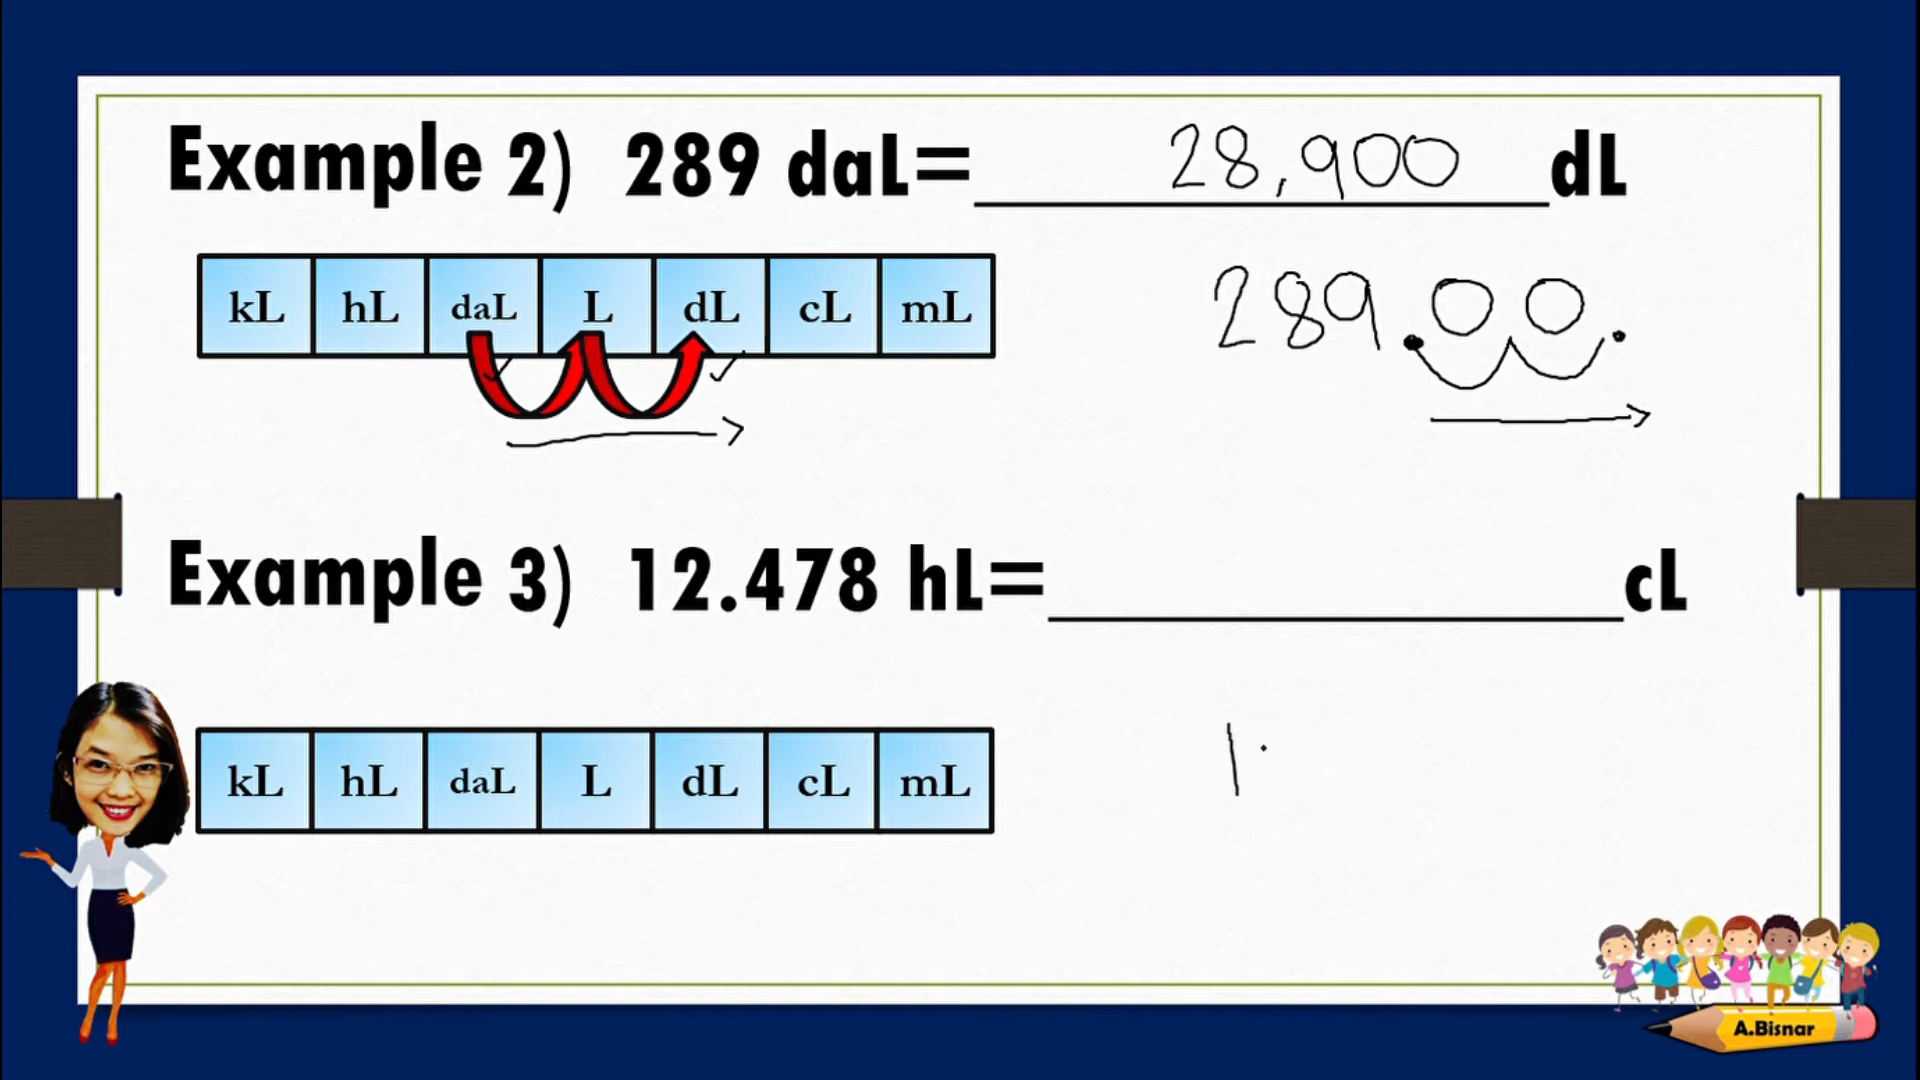 Example 2) 289 daL= 28,900 dL
kL hL daL L dL cL mL
289.00.
Example 3) 12.478 hL=____cL
kL hL daL L dL cL mL
1
A.Bisnar